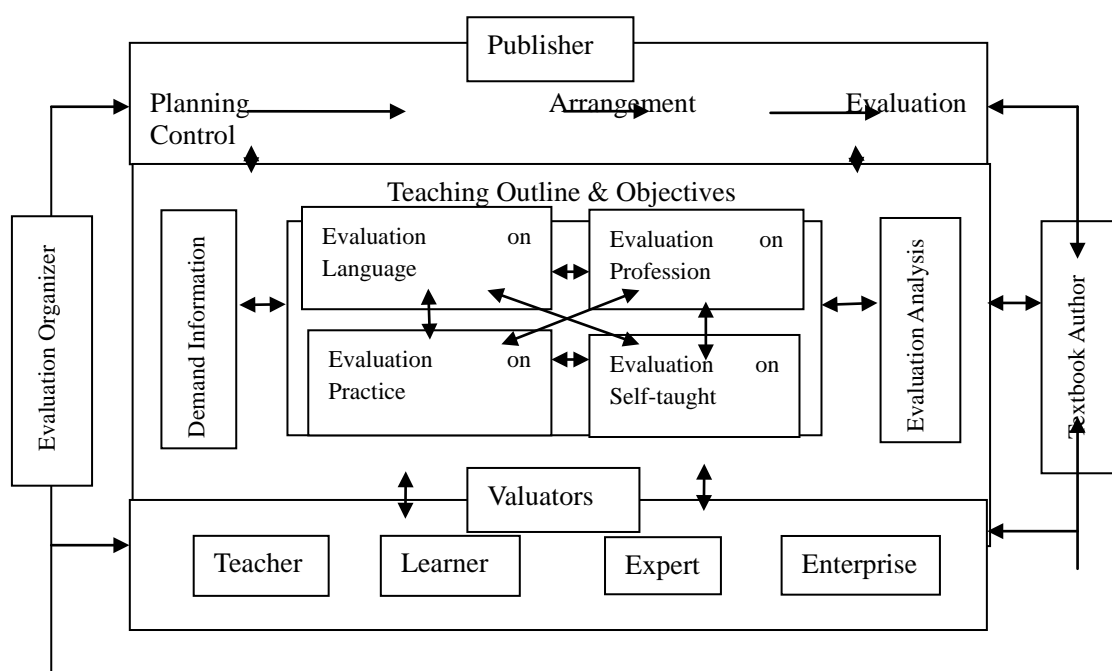 Publisher
Planning Arrangement Evaluation
Control
Teaching Outline & Objectives
Evaluation Organizer
Demand Information
Evaluation on
Language
Evaluation on
Profession
Evaluation on
Practice
Evaluation on
Self-taught
Evaluation Analysis
Textbook Author
Valuators
Teacher
Learner
Expert
Enterprise